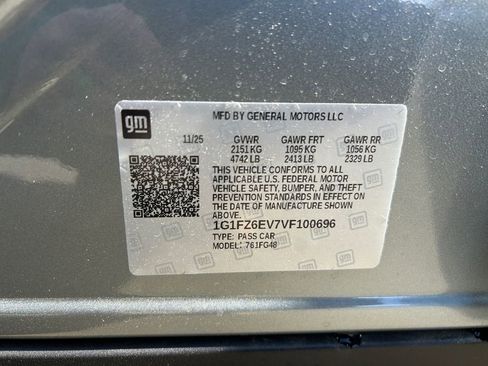 gm
MFD BY GENERAL MOTORS LLC
11/25 GVWR GAWR FRT GAWR RR
2151 KG 1095 KG 1056 KG
4742 LB 2413 LB 2329 LB
THIS VEHICLE CONFORMS TO ALL
APPLICABLE U.S. FEDERAL MOTOR
VEHICLE SAFETY, BUMPER, AND THEFT
PREVENTION STANDARDS IN EFFECT ON
THE DATE OF MANUFACTURE SHOWN
ABOVE.
1G1FZ6EV7VF100696
TYPE: PASS CAR
MODEL: 761FG48